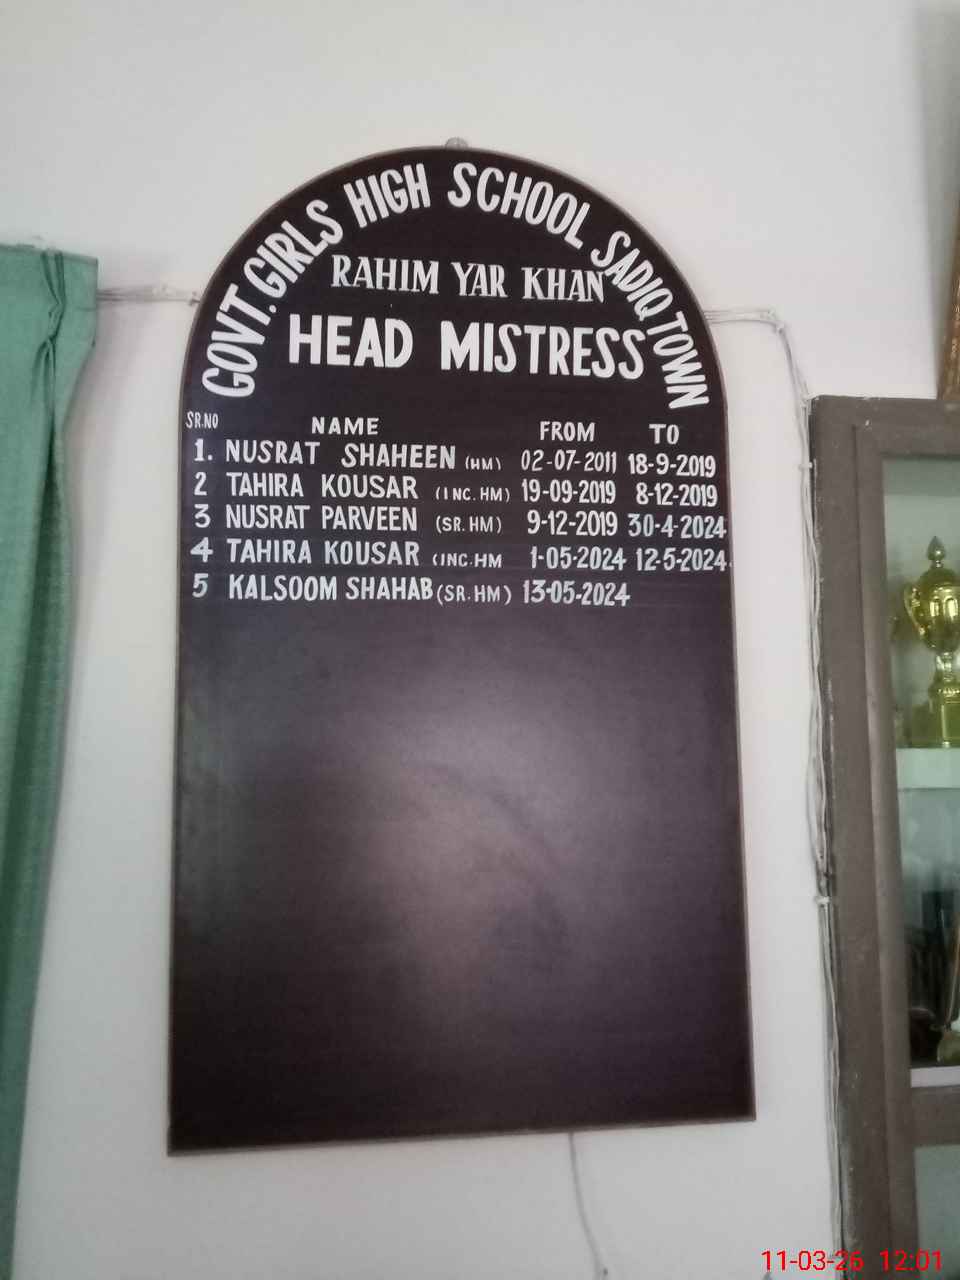 GOVT. GIRLS HIGH SCHOOL SADIQ TOWN
RAHIM YAR KHAN
HEAD MISTRESS
SR.NO NAME FROM TO
1. NUSRAT SHAHEEN (HM) 02-07-2011 18-9-2019
2 TAHIRA KOUSAR (INC.HM) 19-09-2019 8-12-2019
3 NUSRAT PARVEEN (SR.HM) 9-12-2019 30-4-2024
4 TAHIRA KOUSAR (INC.HM 1-05-2024 12-5-2024.
5 KALSOOM SHAHAB (SR.HM) 13-05-2024
11-03-26 12:01